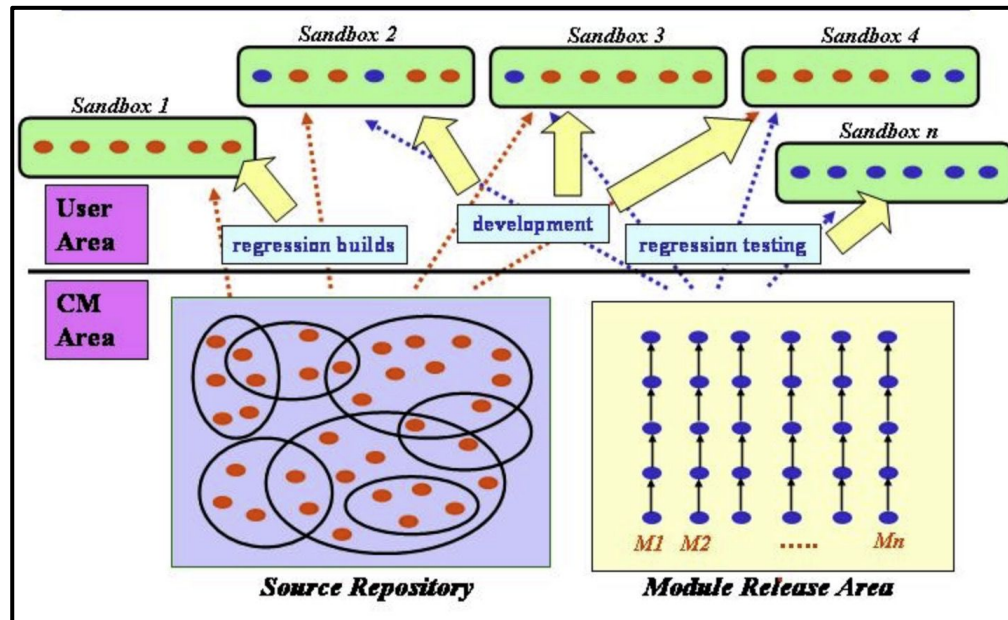 Sandbox 2
Sandbox 3
Sandbox 4
Sandbox 1
Sandbox n
User
Area
regression builds
development
regression testing
CM
Area
M1 M2 ..... Mn
Source Repository
Module Release Area